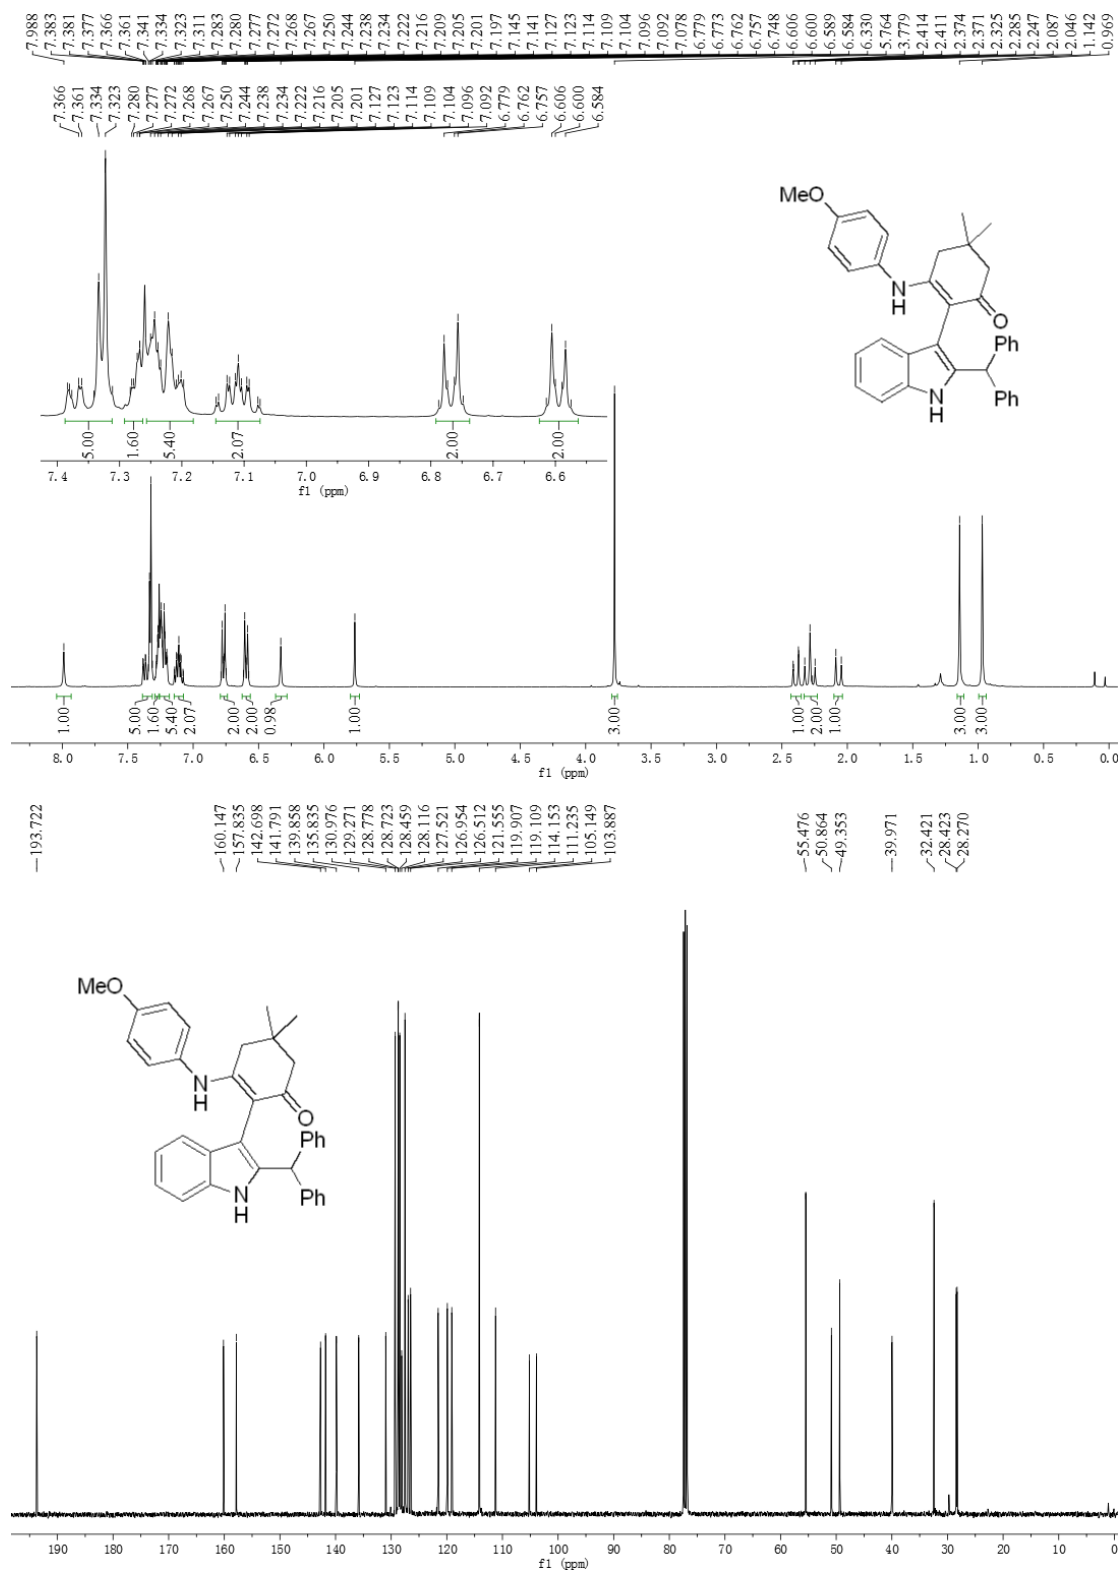 7.988 7.383 7.381 7.377 7.366 7.361 7.341 7.334 7.323 7.311 7.283 7.280 7.277 7.272 7.268 7.267 7.250 7.244 7.238 7.234 7.222 7.216 7.209 7.205 7.201 7.197 7.145 7.141 7.127 7.123 7.114 7.109 7.104 7.096 7.092 7.078 6.779 6.773 6.762 6.757 6.748 6.606 6.600 6.589 6.584 6.330 5.764 3.779 2.414 2.411 2.374 2.371 2.325 2.285 2.247 2.087 2.046 1.142 0.969
7.366 7.361 7.334 7.323 7.280 7.277 7.272 7.268 7.267 7.250 7.244 7.238 7.234 7.222 7.216 7.205 7.201 7.127 7.123 7.114 7.109 7.104 7.096 7.092 6.779 6.762 6.757 6.606 6.600 6.584
MeO
N
H
O
Ph
N
H
Ph
5.00 1.60 5.40 2.07 2.00 2.00
7.4 7.3 7.2 7.1 7.0 6.9 6.8 6.7 6.6
f1 (ppm)
1.00 5.00 1.60 5.40 2.07 2.00 2.00 0.98 1.00 3.00 1.00 2.00 1.00 3.00 3.00
8.0 7.5 7.0 6.5 6.0 5.5 5.0 4.5 4.0 3.5 3.0 2.5 2.0 1.5 1.0 0.5 0.0
f1 (ppm)
193.722 160.147 157.835 142.698 141.791 139.858 135.835 130.976 129.271 128.778 128.723 128.459 128.116 127.521 126.954 126.512 121.555 119.907 119.109 114.153 111.235 105.149 103.887 55.476 50.864 49.353 39.971 32.421 28.423 28.270
MeO
N
H
O
Ph
N
H
Ph
190 180 170 160 150 140 130 120 110 100 90 80 70 60 50 40 30 20 10 0
f1 (ppm)